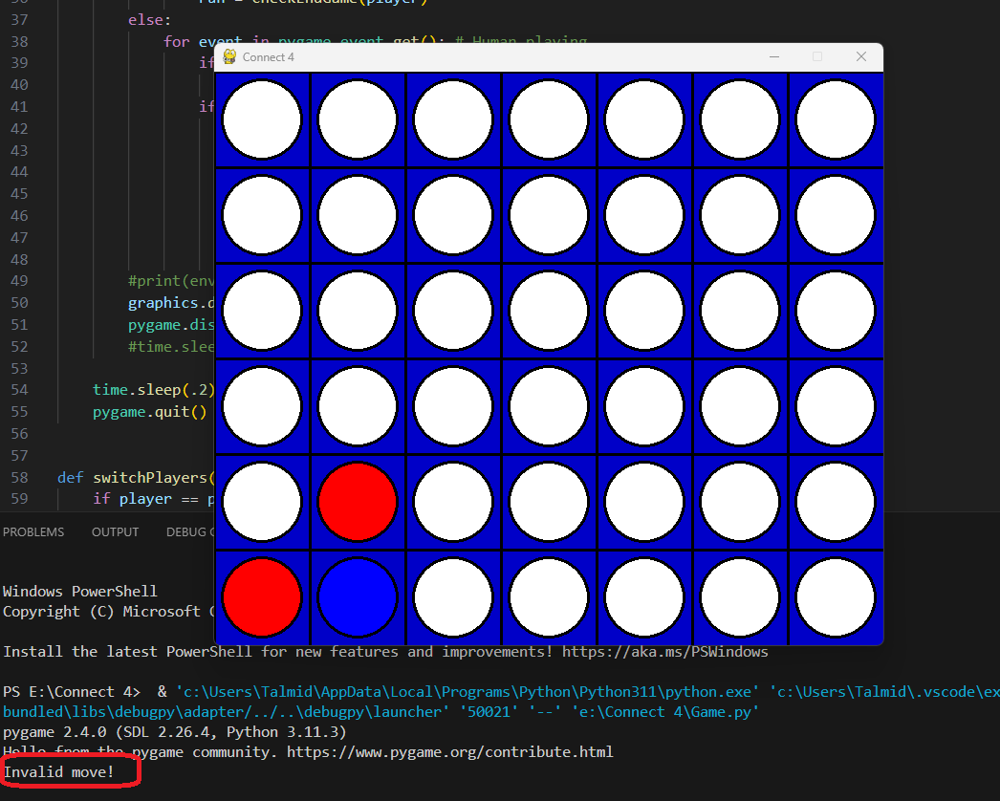 36 ran = checkEndGame(player)
37 else:
38 for event in pygame.event.get(): # Human playing
Connect 4
39 if
40
41 if
42
43
44
45
46
47
48
49 #print(env
50 graphics.d
51 pygame.dis
52 #time.slee
53
54 time.sleep(.2)
55 pygame.quit()
56
57
58 def switchPlayers(
59 if player == p
PROBLEMS OUTPUT DEBUG C
Windows PowerShell
Copyright (C) Microsoft C
Install the latest PowerShell for new features and improvements! https://aka.ms/PSWindows
PS E:\Connect 4> & 'c:\Users\Talmid\AppData\Local\Programs\Python\Python311\python.exe' 'c:\Users\Talmid\.vscode\ex
bundled\libs\debugpy\adapter/../..\debugpy\launcher' '50021' '--' 'e:\Connect 4\Game.py'
pygame 2.4.0 (SDL 2.26.4, Python 3.11.3)
Hello from the pygame community. https://www.pygame.org/contribute.html
Invalid move!